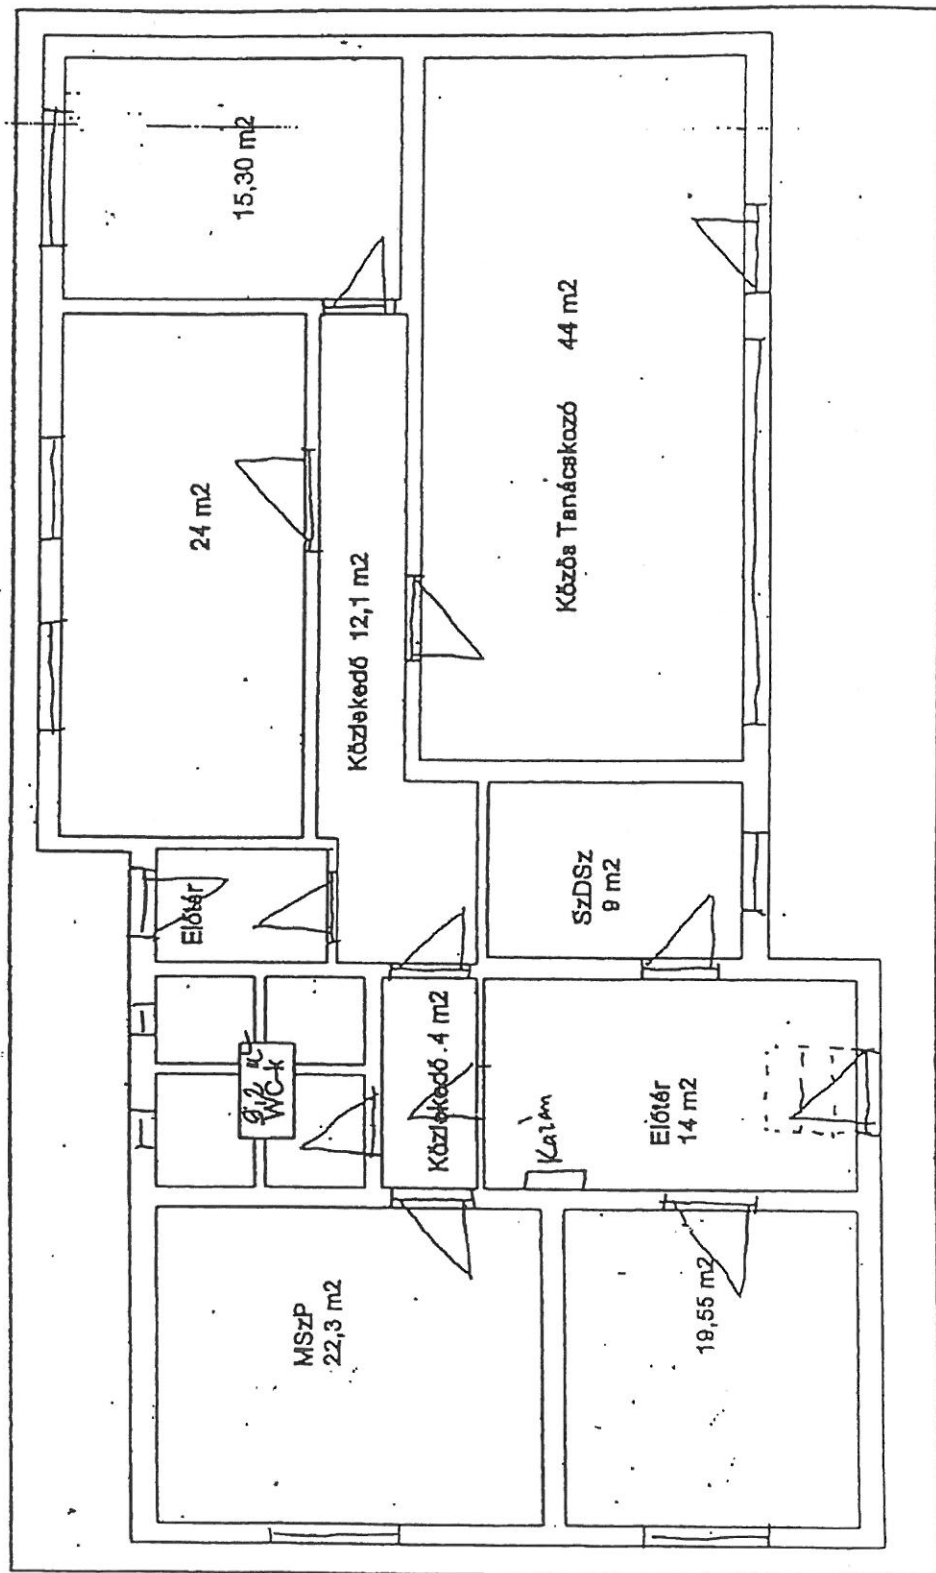 Előtér
24 m2
15,30 m2
WC-k
MSzP
22,3 m2
Közlekedő 12,1 m2
Közlekedő.4 m2
Kazán
Közös Tanácskozó 44 m2
SzDSz
9 m2
Előtér
14 m2
19,55 m2